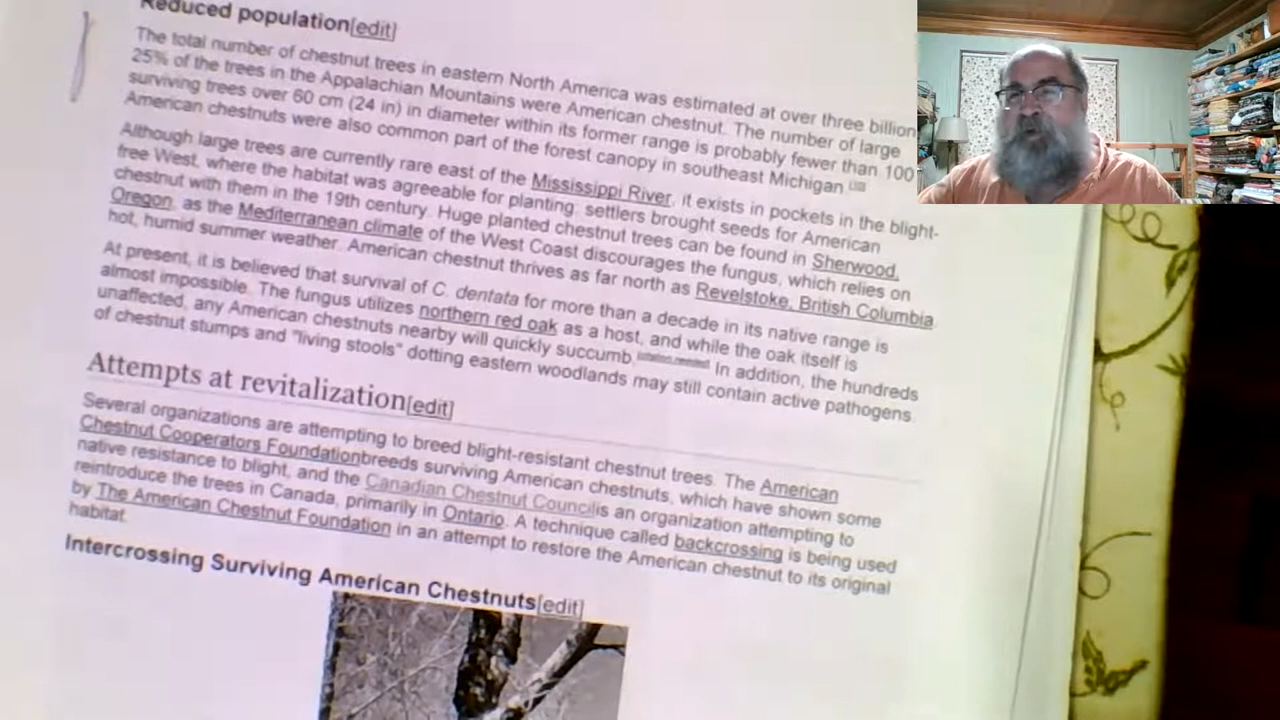 Reduced population[edit]
The total number of chestnut trees in eastern North America was estimated at over three billion
25% of the trees in the Appalachian Mountains were American chestnut. The number of large
surviving trees over 60 cm (24 in) in diameter within its former range is probably fewer than 100
American chestnuts were also common part of the forest canopy in southeast Michigan.
Although large trees are currently rare east of the Mississippi River, it exists in pockets in the blight-
free West, where the habitat was agreeable for planting: settlers brought seeds for American
chestnut with them in the 19th century. Huge planted chestnut trees can be found in Sherwood,
Oregon, as the Mediterranean climate of the West Coast discourages the fungus, which relies on
hot, humid summer weather. American chestnut thrives as far north as Revelstoke, British Columbia.
At present, it is believed that survival of C. dentata for more than a decade in its native range is
almost impossible. The fungus utilizes northern red oak as a host, and while the oak itself is
unaffected, any American chestnuts nearby will quickly succumb.[citation needed] In addition, the hundreds
of chestnut stumps and "living stools" dotting eastern woodlands may still contain active pathogens.
Attempts at revitalization[edit]
Several organizations are attempting to breed blight-resistant chestnut trees. The American
Chestnut Cooperators Foundationbreeds surviving American chestnuts, which have shown some
native resistance to blight, and the Canadian Chestnut Councilis an organization attempting to
reintroduce the trees in Canada, primarily in Ontario. A technique called backcrossing is being used
by The American Chestnut Foundation in an attempt to restore the American chestnut to its original
habitat.
Intercrossing Surviving American Chestnuts[edit]